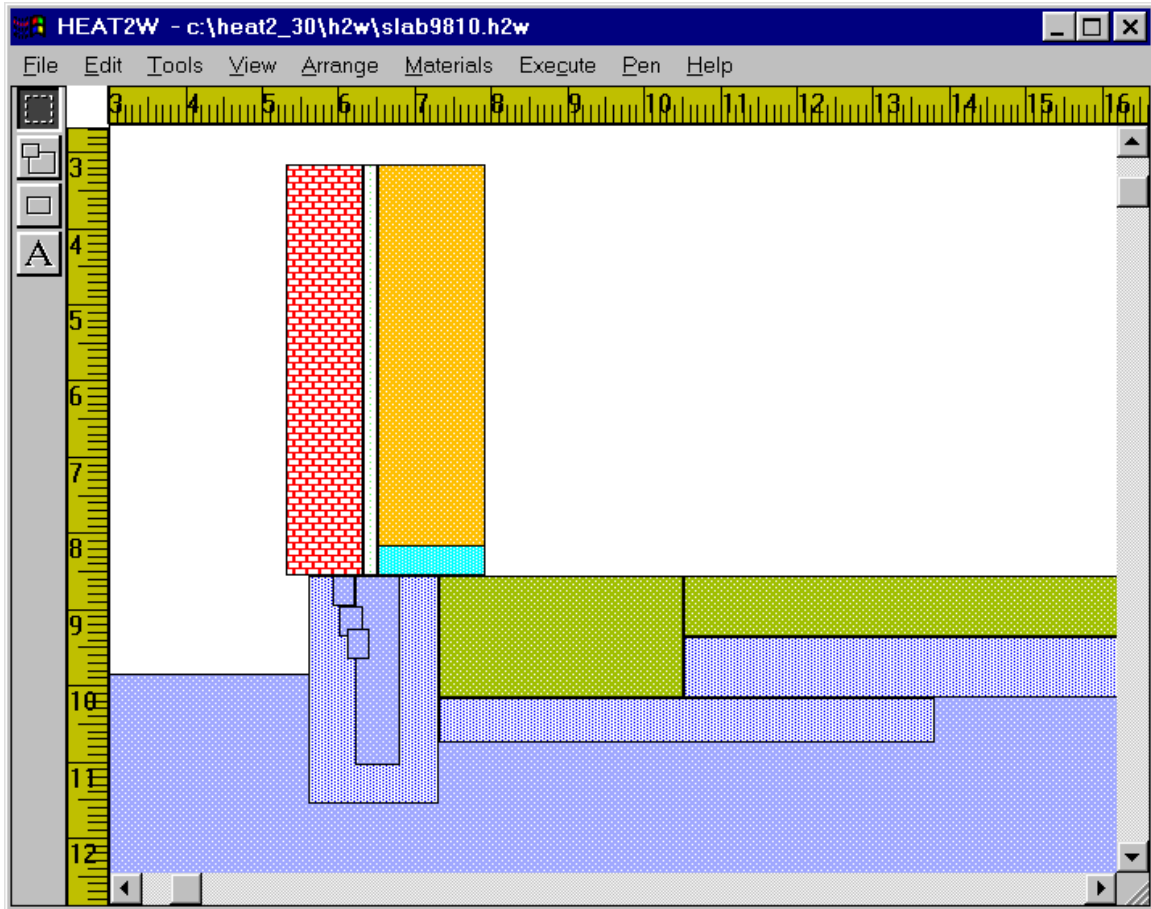 HEAT2W - c:\heat2_30\h2w\slab9810.h2w
File Edit Tools View Arrange Materials Execute Pen Help
3 4 5 6 7 8 9 10 11 12 13 14 15 16
3
4
A
5
6
7
8
9
10
11
12